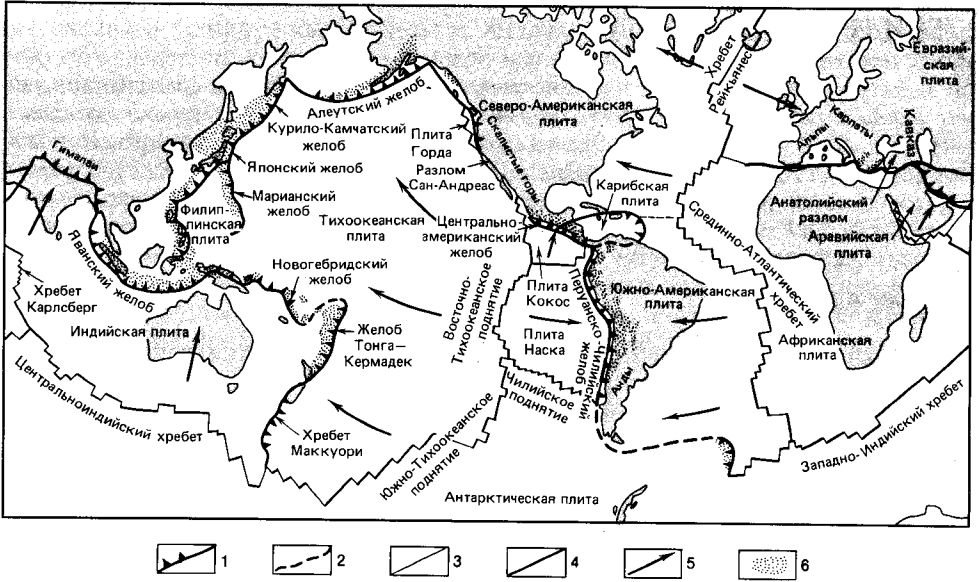 Хребет
Рейкьянес
Евразий-
ская
плита
Алеутский желоб
Северо-Американская
плита
Курило-Камчатский
желоб
Плита
Горда
Разлом
Сан-Андреас
Скалистые горы
Альпы
Карпаты
Кавказ
Гималаи
Японский желоб
Марианский
желоб
Карибская
плита
Анатолийский
разлом
Аравийская
плита
Филип-
пинская
плита
Тихоокеанская
плита
Центрально-
американский
желоб
Срединно-Атлантический
хребет
Яванский желоб
Новогебридский
желоб
Хребет
Карлсберг
Плита
Кокос
Южно-Американская
плита
Перуанско-Чилийский
желоб
Восточно-
Тихоокеанское
поднятие
Индийская плита
Желоб
Тонга—
Кермадек
Плита
Наска
Африканская
плита
Анды
Чилийское
поднятие
Центральноиндийский хребет
Хребет
Маккуори
Южно-Тихоокеанское
поднятие
Западно-Индийский хребет
Антарктическая плита
1 2 3 4 5 6